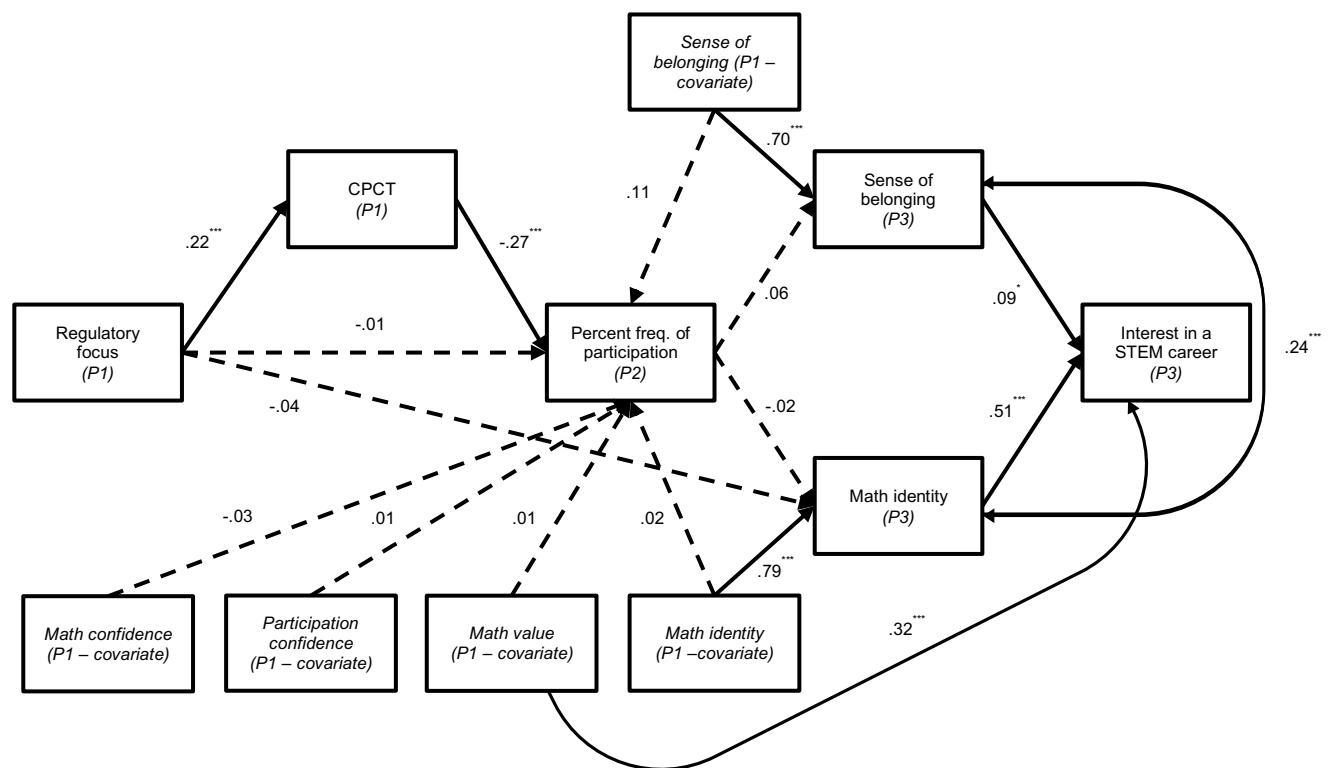 Sense of
belonging (P1 –
covariate)
.70***
CPCT
(P1)
Sense of
belonging
(P3)
.11
.22***
-.27***
.06
.09*
Regulatory
focus
(P1)
-.01
Percent freq. of
participation
(P2)
Interest in a
STEM career
(P3)
.24***
-.04
-.02
.51***
Math identity
(P3)
-.03
.01
.01
.02
.79***
Math confidence
(P1 – covariate)
Participation
confidence
(P1 – covariate)
Math value
(P1 – covariate)
Math identity
(P1 –covariate)
.32***